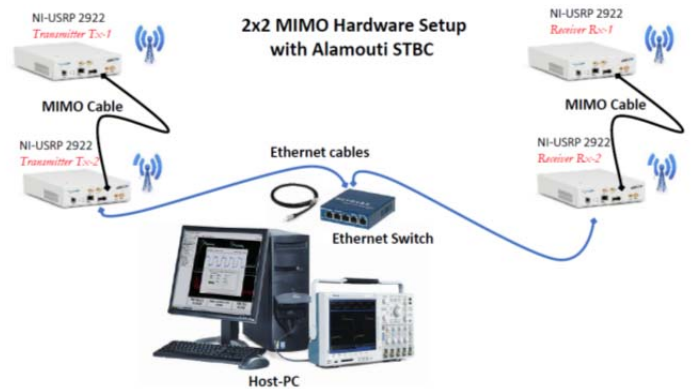 NI-USRP 2922
Transmitter Tx-1
2x2 MIMO Hardware Setup
with Alamouti STBC
NI-USRP 2922
Receiver Rx-1
MIMO Cable
MIMO Cable
NI-USRP 2922
Transmitter Tx-2
NI-USRP 2922
Receiver Rx-2
Ethernet cables
Ethernet Switch
Host-PC